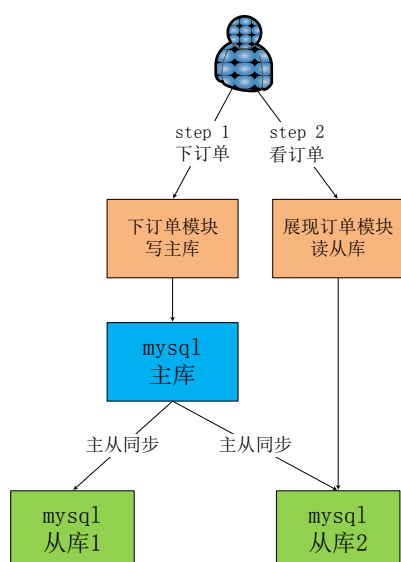 step 1
下订单
step 2
看订单
下订单模块
写主库
展现订单模块
读从库
mysql
主库
主从同步
主从同步
mysql
从库1
mysql
从库2